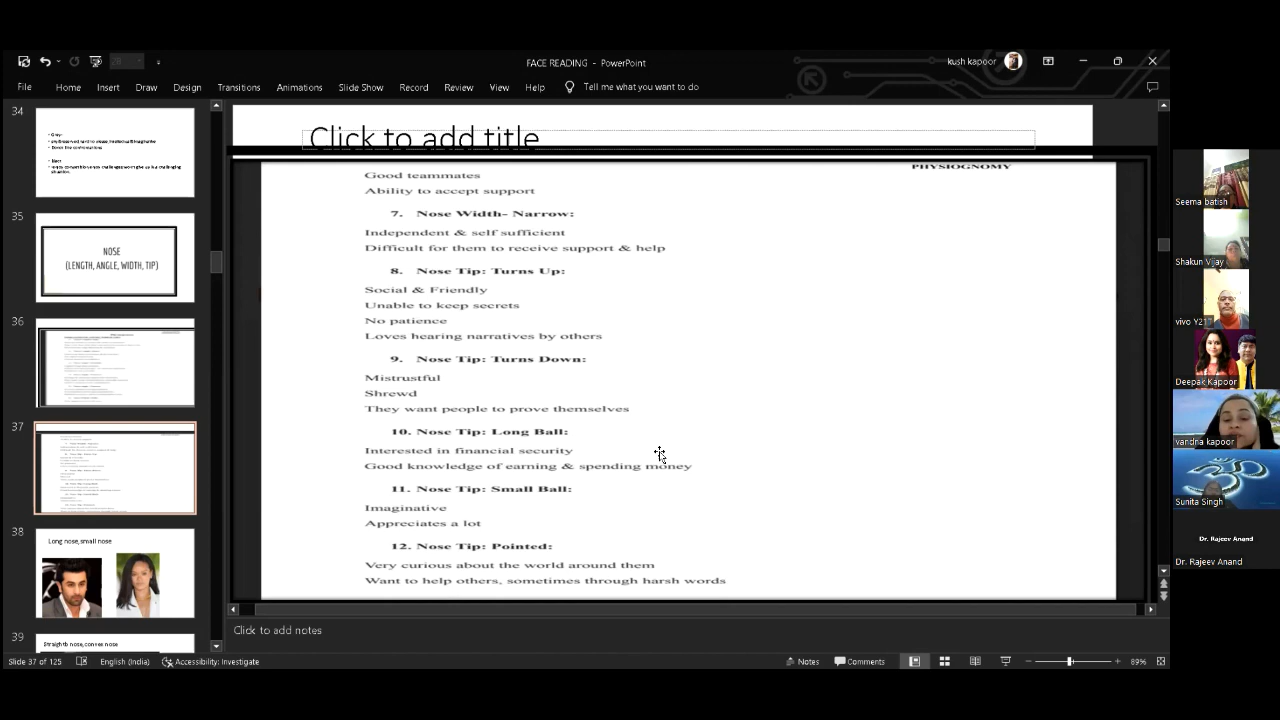 FACE READING - PowerPoint
kush kapoor
File Home Insert Draw Design Transitions Animations Slide Show Record Review View Help Tell me what you want to do
34
35
NOSE
(LENGTH, ANGLE, WIDTH, TIP)
36
37
38
Long nose, small nose
39
Straight nose, convex nose
Click to add title
PHYSIOGNOMY
Good teammates
Ability to accept support
7. Nose Width- Narrow:
Independent & self sufficient
Difficult for them to receive support & help
8. Nose Tip: Turns Up:
Social & Friendly
Unable to keep secrets
No patience
Loves hearing narratives by others
9. Nose Tip: Turns Down:
Mistrustful
Shrewd
They want people to prove themselves
10. Nose Tip: Long Ball:
Interested in financial security
Good knowledge of earning & spending money
11. Nose Tip: Small Ball:
Imaginative
Appreciates a lot
12. Nose Tip: Pointed:
Very curious about the world around them
Want to help others, sometimes through harsh words
Click to add notes
Slide 37 of 125 English (India) Accessibility: Investigate Notes Comments 89%
Seema batish
Shakun Vijay
vivo Y21
Deepak Kapoor
vandna kapoor
Sunita Singh
Dr. Rajeev Anand
Dr. Rajeev Anand